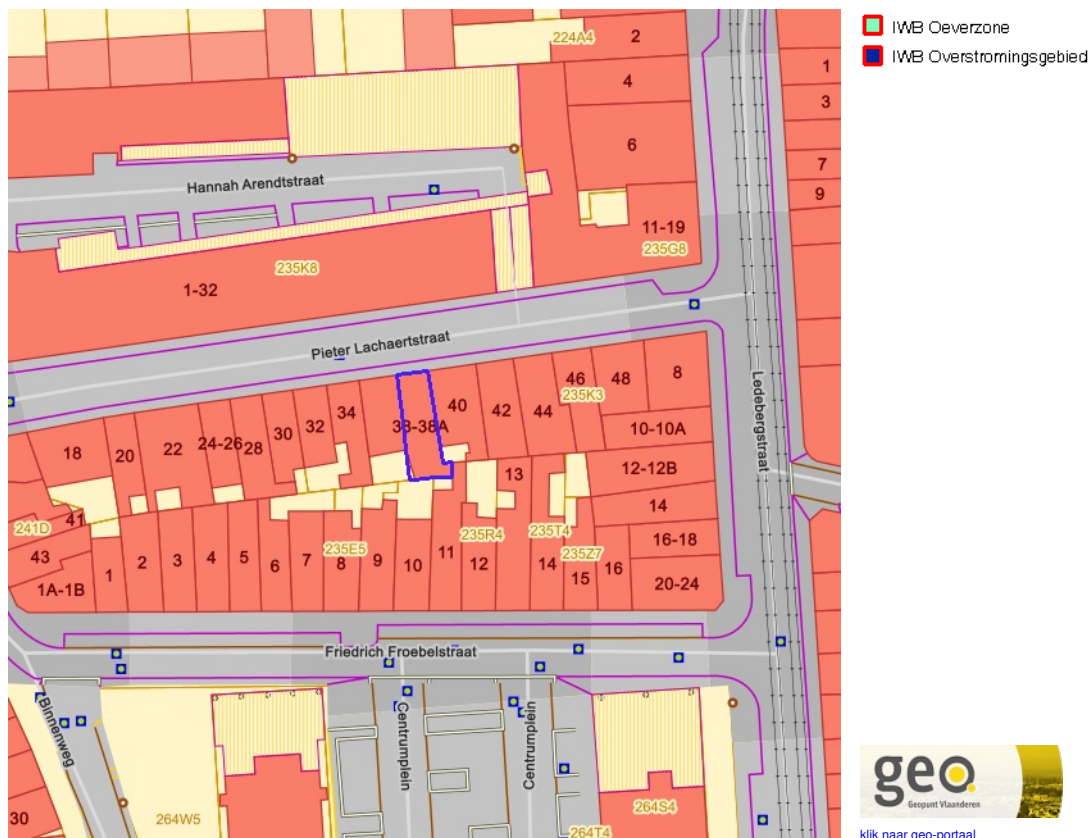 IWB Oeverzone
IWB Overstromingsgebied
224A4
2
1
4
3
6
7
9
Hannah Arendtstraat
11-19
235G8
235K8
1-32
Pieter Lachaertstraat
Ledebergstraat
46
48
8
235K3
40
42
44
34
32
30
38-38A
10-10A
18
20
22
24-26
28
12-12B
13
14
41
241D
43
235R4
235T4
16-18
1A-1B
1
2
3
4
5
6
7
235E5
8
9
10
11
12
14
235Z7
15
16
20-24
Friedrich Froebelstraat
Binnenweg
Centrumplein
Centrumplein
30
264W5
264S4
264T4
geo
Geopunt Vlaanderen
klik naar geo-portaal